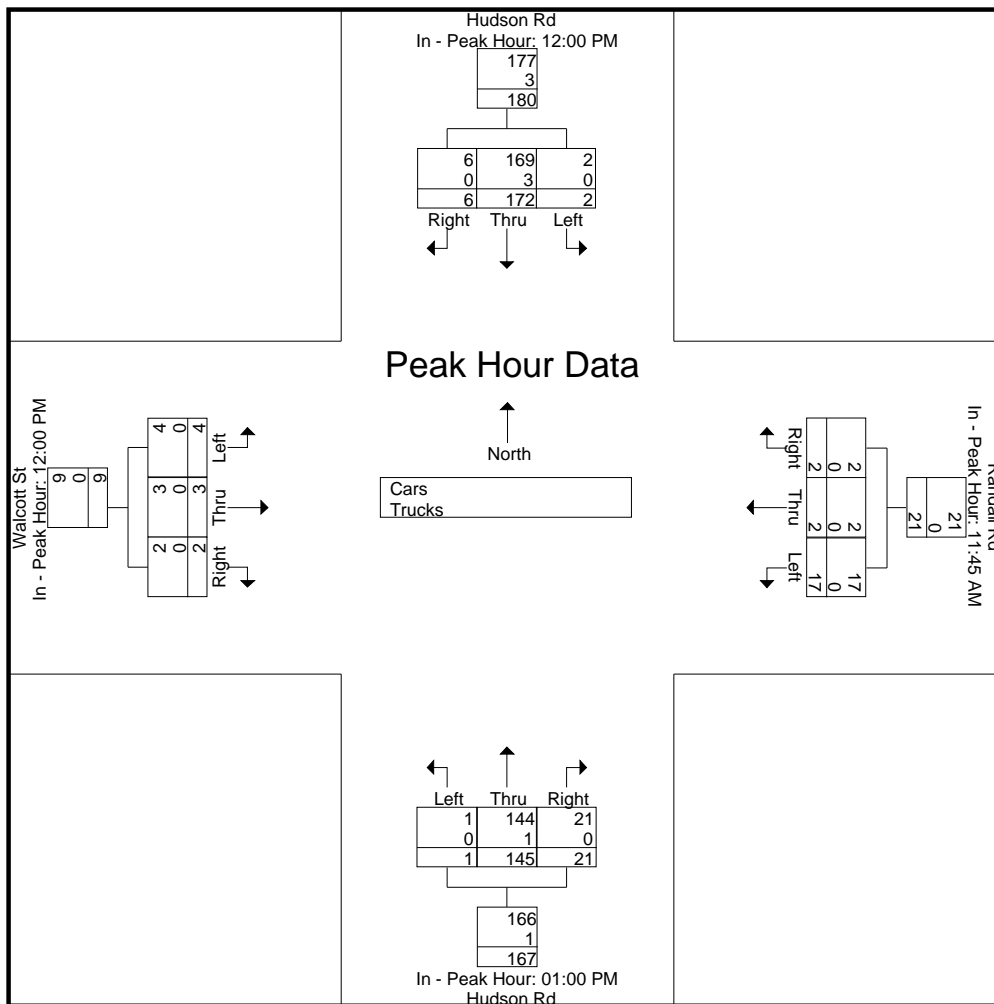 Hudson Rd
In - Peak Hour: 12:00 PM
177
3
180
6 169 2
0 3 0
6 172 2
Right Thru Left
Peak Hour Data
North
Cars
Trucks
Walcott St
In - Peak Hour: 12:00 PM
9
0
9
4 0 4
Left
3 0 3
Thru
2 0 2
Right
Randall Rd
In - Peak Hour: 11:45 AM
21
0
21
2 0 2
Right
2 0 2
Thru
17 0 17
Left
Left Thru Right
1 144 21
0 1 0
1 145 21
166
1
167
In - Peak Hour: 01:00 PM
Hudson Rd